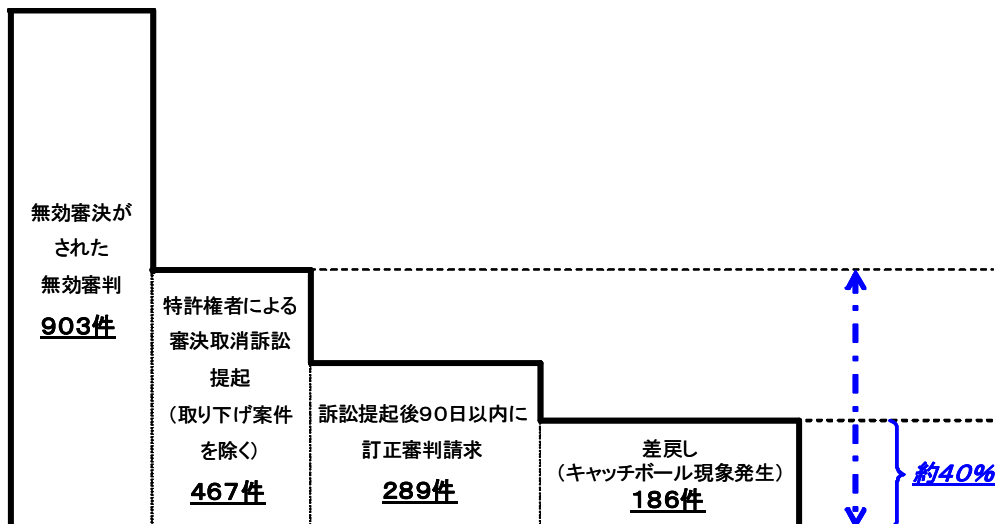 無効審決が
された
無効審判
903件
特許権者による
審決取消訴訟
提起
(取り下げ案件
を除く)
467件
訴訟提起後90日以内に
訂正審判請求
289件
差戻し
(キャッチボール現象発生)
186件
約40%